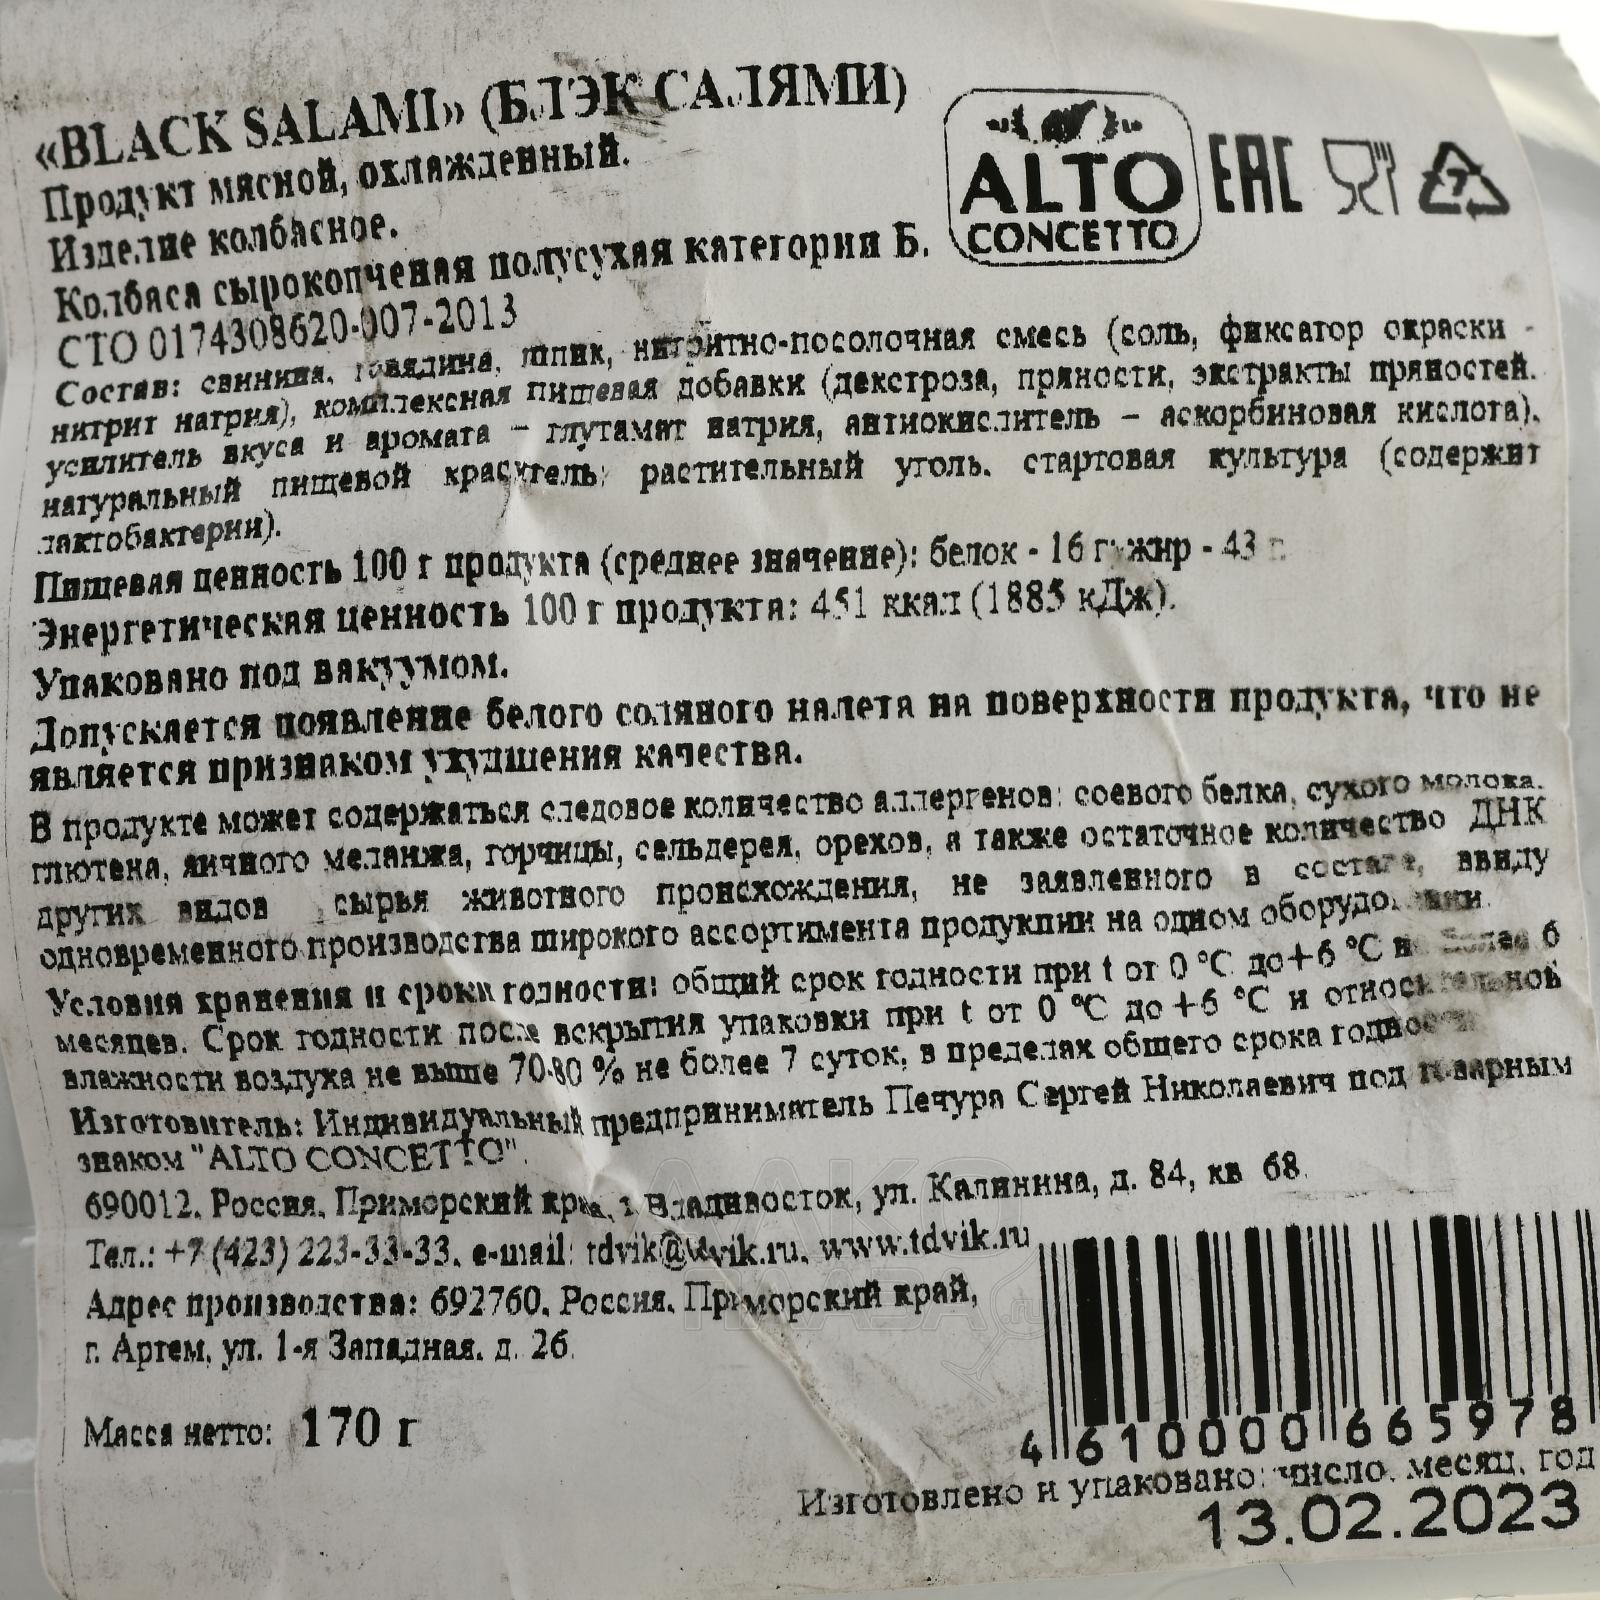 «BLACK SALAMI» (БЛЭК САЛЯМИ)
Продукт мясной, охлажденный.
Изделие колбасное.
Колбаса сырокопченая полусухая категории Б.
СТО 0174308620-007-2013
ALTO
CONCETTO
EAC
7
Состав: свинина, говядина, шпик, нитритно-посолочная смесь (соль, фиксатор окраски -
нитрит натрия), комплексная пищевая добавки (декстроза, пряности, экстракты пряностей,
усилитель вкуса и аромата – глутамат натрия, антиокислитель – аскорбиновая кислота),
натуральный пищевой краситель: растительный уголь, стартовая культура (содержит
лактобактерии).
Пищевая ценность 100 г продукта (среднее значение): белок - 16 г, жир - 43 г.
Энергетическая ценность 100 г продукта: 451 ккал (1885 кДж).
Упаковано под вакуумом.
Допускается появление белого соляного налета на поверхности продукта, что не
является признаком ухудшения качества.
В продукте может содержаться следовое количество аллергенов: соевого белка, сухого молока,
глютена, яичного меланжа, горчицы, сельдерея, орехов, а также остаточное количество ДНК
других видов сырья животного происхождения, не заявленного в составе, ввиду
одновременного производства широкого ассортимента продукции на одном оборудовании.
Условия хранения и сроки годности: общий срок годности при t от 0 °С до+6 °С не более 6
месяцев. Срок годности после вскрытия упаковки при t от 0 °С до +6 °С и относительной
влажности воздуха не выше 70-80 % не более 7 суток, в пределах общего срока годности.
Изготовитель: Индивидуальный предприниматель Печура Сергей Николаевич под товарным
знаком "ALTO CONCETTO".
690012, Россия, Приморский край, г. Владивосток, ул. Калинина, д. 84, кв 68.
Тел.: +7 (423) 223-33-33, e-mail: tdvik@tdvik.ru, www.tdvik.ru
Адрес производства: 692760, Россия, Приморский край,
г. Артем, ул. 1-я Западная, д. 26.
Масса нетто: 170 г
4 610000 665978
Изготовлено и упаковано: число, месяц, год
13.02.2023